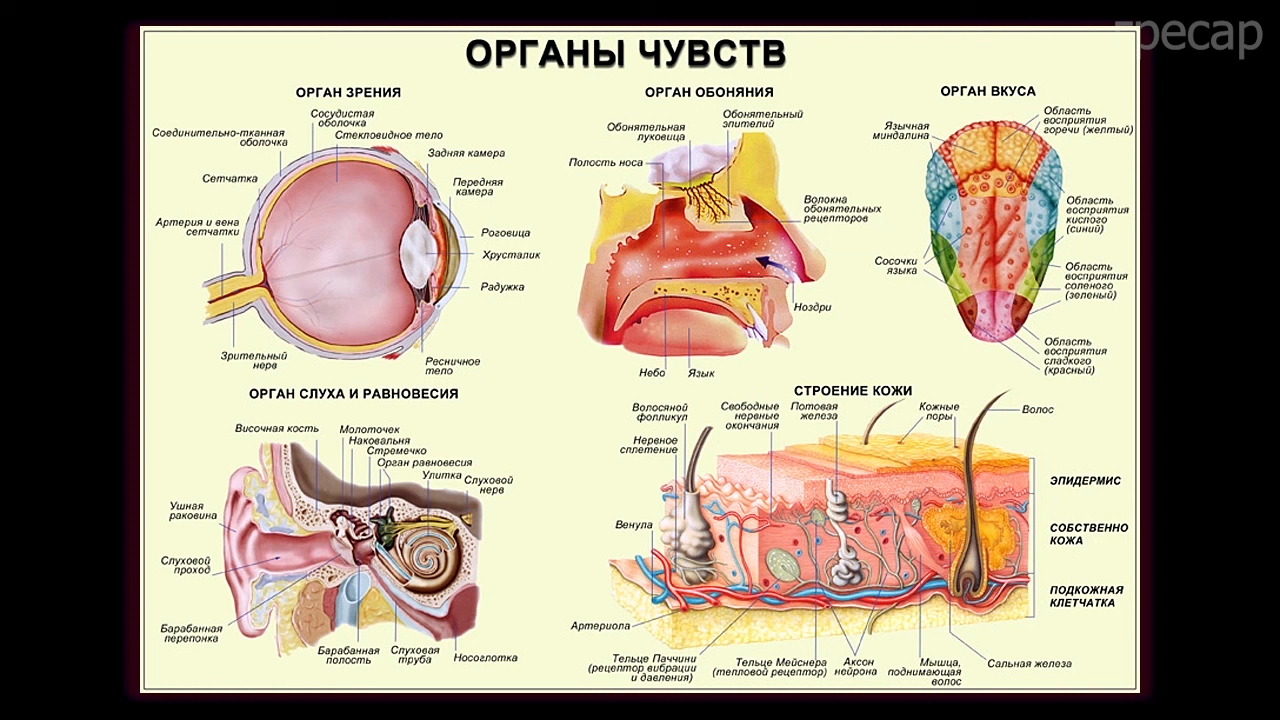 ресар
ОРГАНЫ ЧУВСТВ
ОРГАН ЗРЕНИЯ
Сосудистая
оболочка
Соединительно-тканная
оболочка
Стекловидное тело
Задняя камера
Сетчатка
Передняя
камера
Артерия и вена
сетчатки
Роговица
Хрусталик
Радужка
Зрительный
нерв
Ресничное
тело
ОРГАН ОБОНЯНИЯ
Обонятельный
эпителий
Обонятельная
луковица
Полость носа
Волокна
обонятельных
рецепторов
Ноздри
Небо
Язык
ОРГАН ВКУСА
Область
восприятия
горечи (желтый)
Язычная
миндалина
Область
восприятия
кислого
(синий)
Сосочки
языка
Область
восприятия
соленого
(зеленый)
Область
восприятия
сладкого
(красный)
ОРГАН СЛУХА И РАВНОВЕСИЯ
Височная кость
Молоточек
Наковальня
Стремечко
Орган равновесия
Улитка
Слуховой
нерв
Ушная
раковина
Слуховой
проход
Барабанная
перепонка
Барабанная
полость
Слуховая
труба
Носоглотка
СТРОЕНИЕ КОЖИ
Волосяной
фолликул
Свободные
нервные
окончания
Потовая
железа
Кожные
поры
Волос
Нервное
сплетение
ЭПИДЕРМИС
Венула
СОБСТВЕННО
КОЖА
ПОДКОЖНАЯ
КЛЕТЧАТКА
Артериола
Тельце Паччини
(рецептор вибрации
и давления)
Тельце Мейснера
(тепловой рецептор)
Аксон
нейрона
Мышца,
поднимающая
волос
Сальная железа